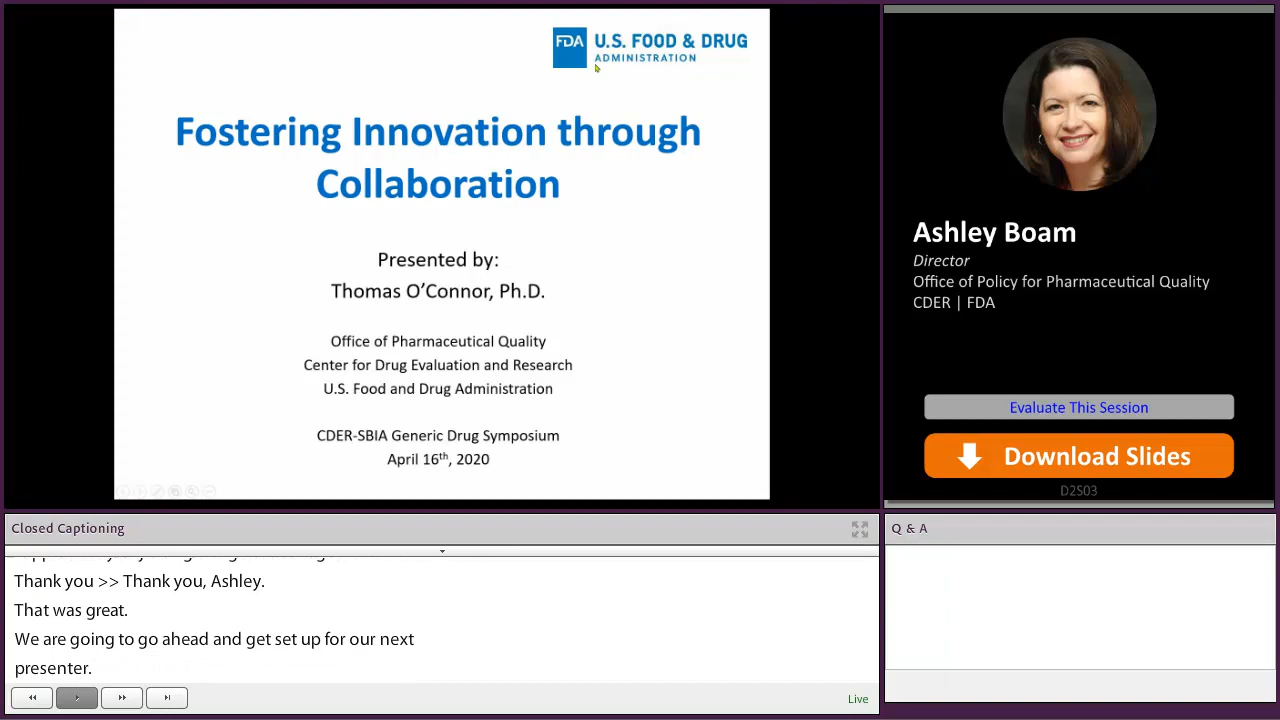 FDA U.S. FOOD & DRUG
ADMINISTRATION
Fostering Innovation through
Collaboration
Presented by:
Thomas O’Connor, Ph.D.
Office of Pharmaceutical Quality
Center for Drug Evaluation and Research
U.S. Food and Drug Administration
CDER-SBIA Generic Drug Symposium
April 16th, 2020
Ashley Boam
Director
Office of Policy for Pharmaceutical Quality
CDER | FDA
Evaluate This Session
Download Slides
D2S03
Closed Captioning
Thank you >> Thank you, Ashley.
That was great.
We are going to go ahead and get set up for our next
presenter.
Live
Q & A